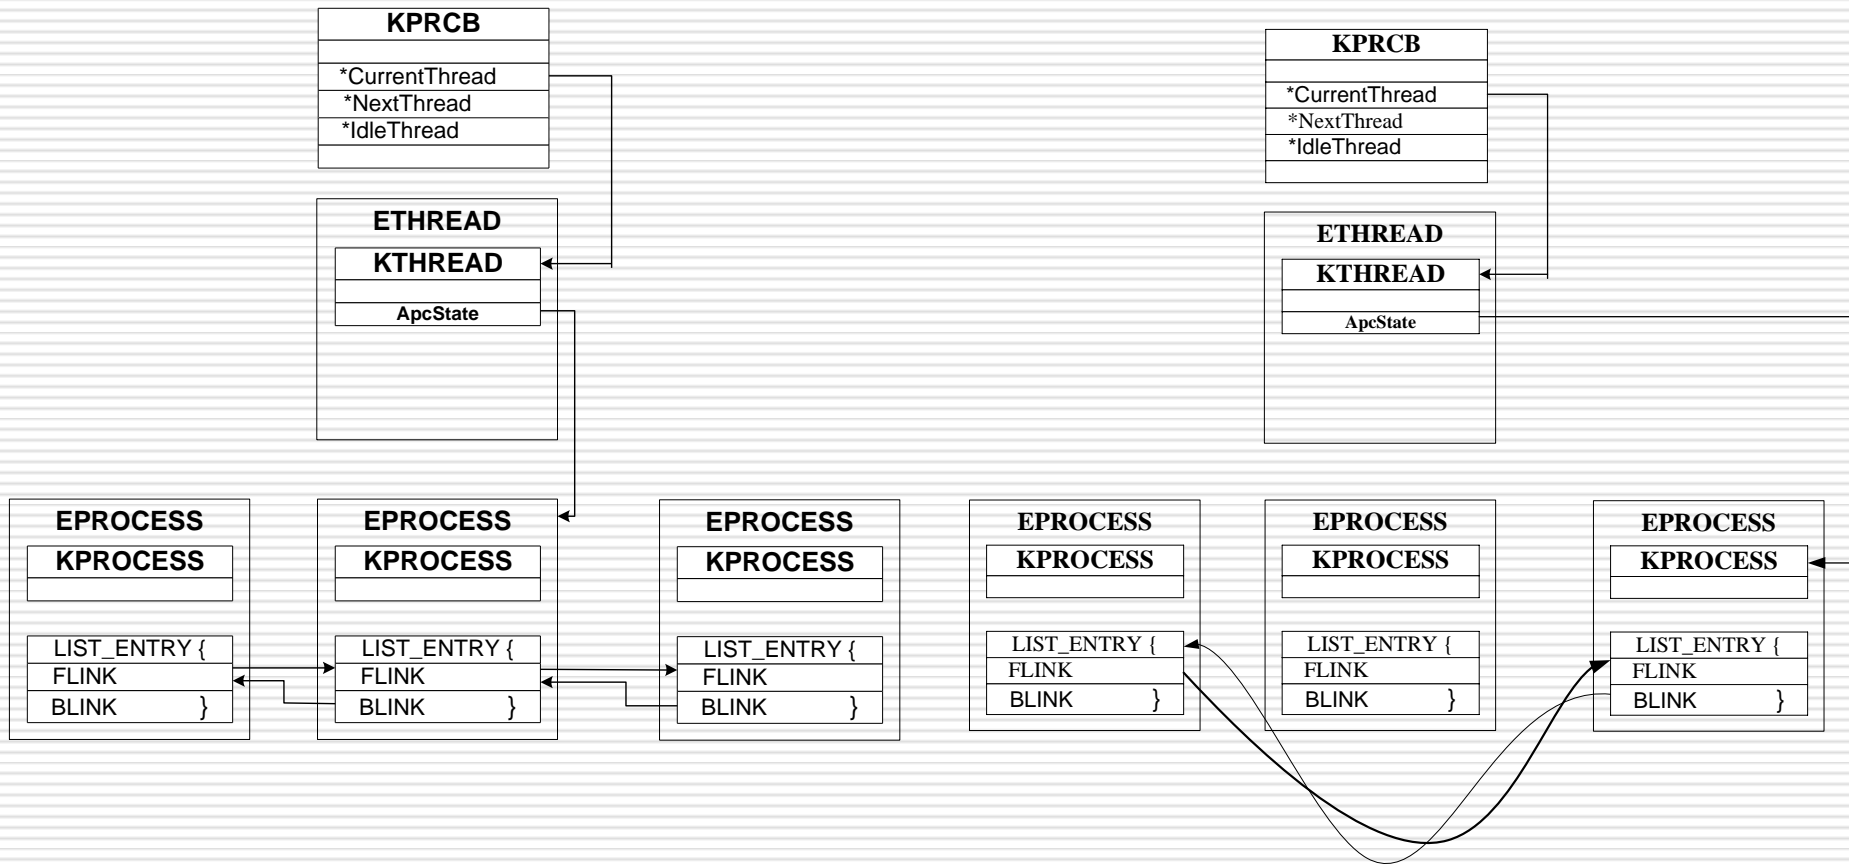 KPRCB
*CurrentThread
*NextThread
*IdleThread
ETHREAD
KTHREAD
ApcState
EPROCESS
KPROCESS
LIST_ENTRY {
FLINK
BLINK }
EPROCESS
KPROCESS
LIST_ENTRY {
FLINK
BLINK }
EPROCESS
KPROCESS
LIST_ENTRY {
FLINK
BLINK }
KPRCB
*CurrentThread
*NextThread
*IdleThread
ETHREAD
KTHREAD
ApcState
EPROCESS
KPROCESS
LIST_ENTRY {
FLINK
BLINK }
EPROCESS
KPROCESS
LIST_ENTRY {
FLINK
BLINK }
EPROCESS
KPROCESS
LIST_ENTRY {
FLINK
BLINK }